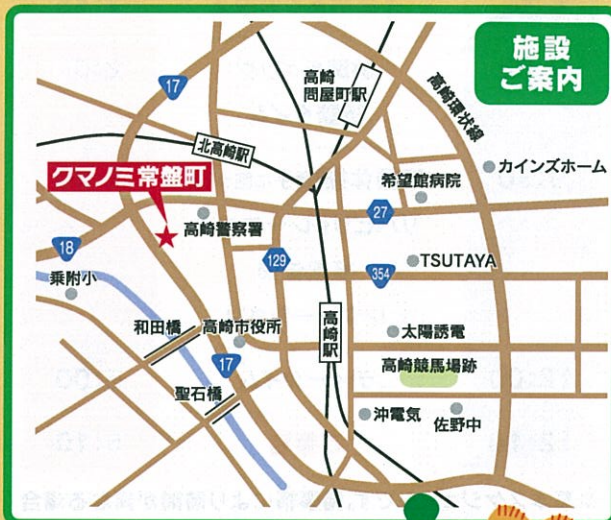 施設
ご案内
17
高崎
問屋町駅
高崎環状線
北高崎駅
カインズホーム
クマノミ常盤町
希望館病院
27
高崎警察署
18
129
TSUTAYA
354
乗附小
和田橋
高崎市役所
高崎駅
太陽誘電
17
高崎競馬場跡
聖石橋
沖電気
佐野中